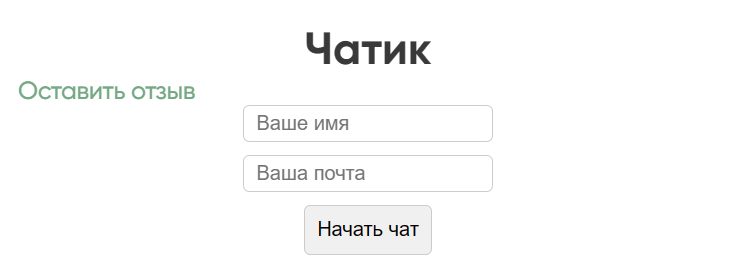 Чатик
Оставить отзыв
Ваше имя
Ваша почта
Начать чат